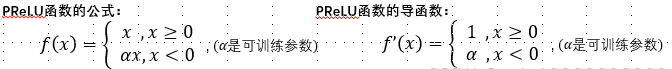 PReLU函数的公式： PReLU函数的导函数：
f(x) = { x , x ≥ 0
αx, x < 0 , (α是可训练参数) f'(x) = { 1 , x ≥ 0
α , x < 0 , (α是可训练参数)